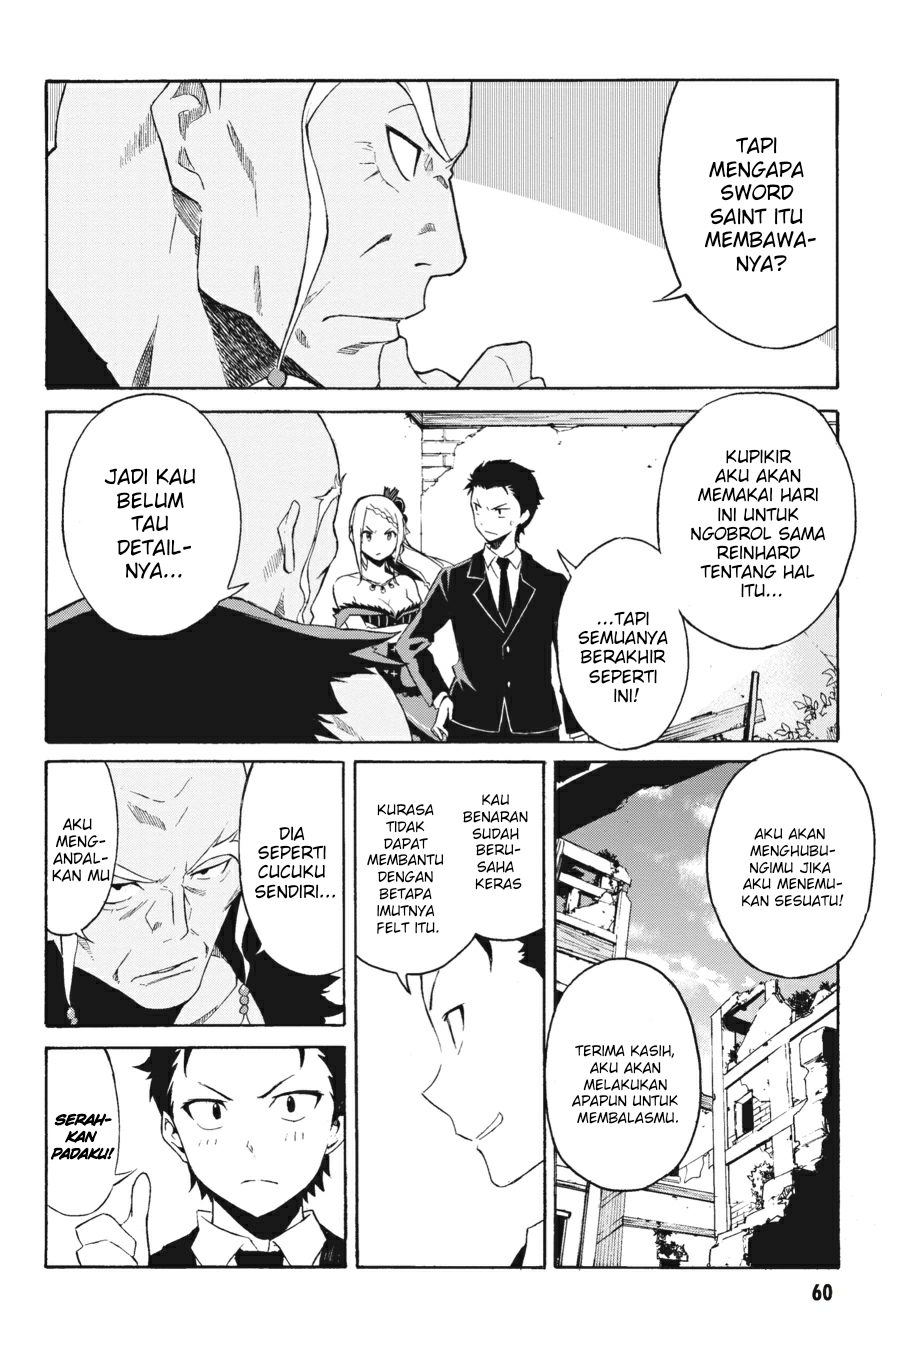 TAPI
MENGAPA
SWORD
SAINT ITU
MEMBAWA-
NYA?
KUPIKIR
AKU AKAN
MEMAKAI HARI
INI UNTUK
NGOBROL SAMA
REINHARD
TENTANG HAL
ITU...
...TAPI
SEMUANYA
BERAKHIR
SEPERTI
INI!
JADI KAU
BELUM
TAU
DETAIL-
NYA...
AKU AKAN
MENGHUBU-
NGIMU JIKA
AKU MENEMU-
KAN SESUATU!
TERIMA KASIH,
AKU AKAN
MELAKUKAN
APAPUN UNTUK
MEMBALASMU.
KAU
BENARAN
SUDAH
BERU-
SAHA
KERAS
KURASA
TIDAK
DAPAT
MEMBANTU
DENGAN
BETAPA
IMUTNYA
FELT ITU.
DIA
SEPERTI
CUCUKU
SENDIRI...
AKU
MENG-
ANDAL-
KAN MU
SERAH-
KAN
PADAKU!
60